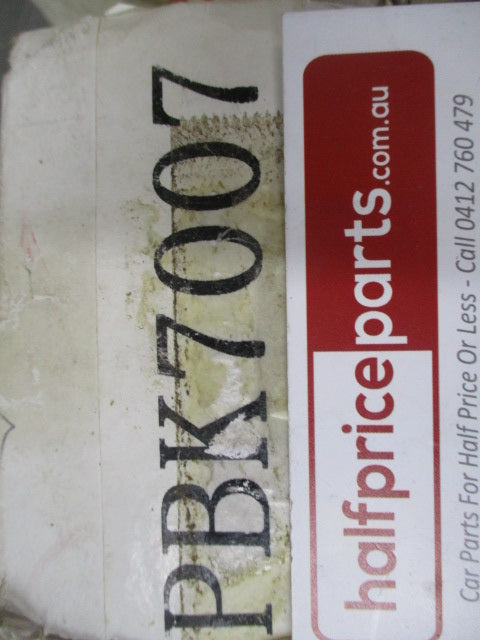 PBK7007
halfpriceparts.com.au
Car Parts For Half Price Or Less - Call 0412 760 479